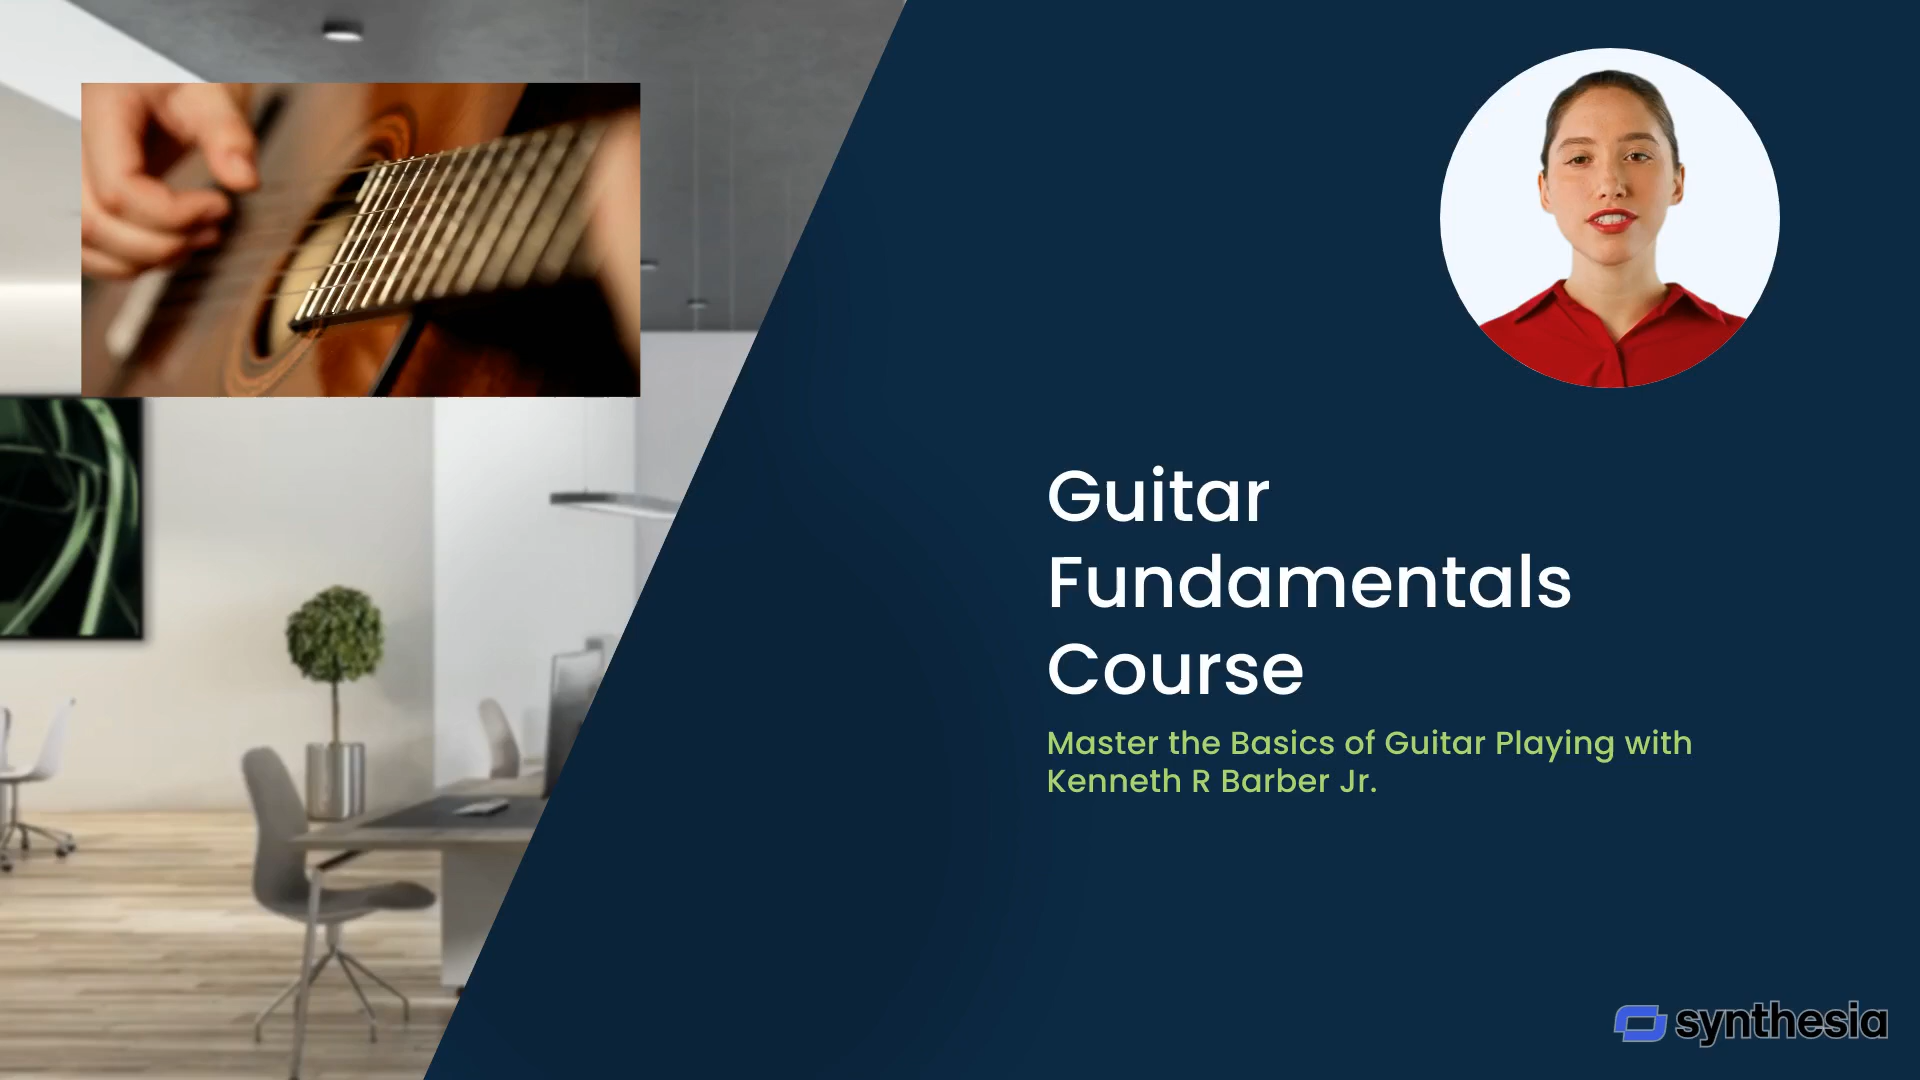 Guitar
Fundamentals
Course
Master the Basics of Guitar Playing with
Kenneth R Barber Jr.
synthesia